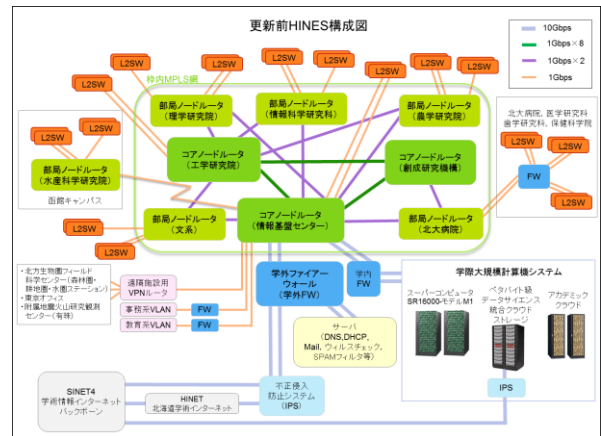 更新前HINES構成図
10Gbps
1Gbps×8
1Gbps×2
1Gbps
L2SW
L2SW
L2SW
L2SW
L2SW
L2SW
L2SW
L2SW
枠内MPLS網
部局ノードルータ
(理学研究院)
部局ノードルータ
(情報科学研究科)
部局ノードルータ
(農学研究院)
L2SW
L2SW
L2SW
部局ノードルータ
(水産科学研究院)
函館キャンパス
コアノードルータ
(工学研究院)
コアノードルータ
(創成研究機構)
北大病院、医学研究科
歯学研究科、保健科学院
L2SW
L2SW
FW
L2SW
L2SW
部局ノードルータ
(文系)
コアノードルータ
(情報基盤センター)
部局ノードルータ
(北大病院)
L2SW
L2SW
・北方生物圏フィールド
科学センター(森林圏・
耕地圏・水圏ステーション)
・東京オフィス
・附属地震火山研究観測
センター(有珠)
遠隔施設用
VPNルータ
事務系VLAN
FW
教育系VLAN
FW
学外ファイアー
ウォール
(学外FW)
学内
FW
サーバ
(DNS,DHCP,
Mail, ウィルスチェック,
SPAMフィルタ等)
学際大規模計算機システム
スーパーコンピュータ
SR16000-モデルM1
ペタバイト級
データサイエンス
統合クラウド
ストレージ
アカデミック
クラウド
IPS
SINET4
学術情報インターネット
バックボーン
HINET
北海道学術インターネット
不正侵入
防止システム
(IPS)